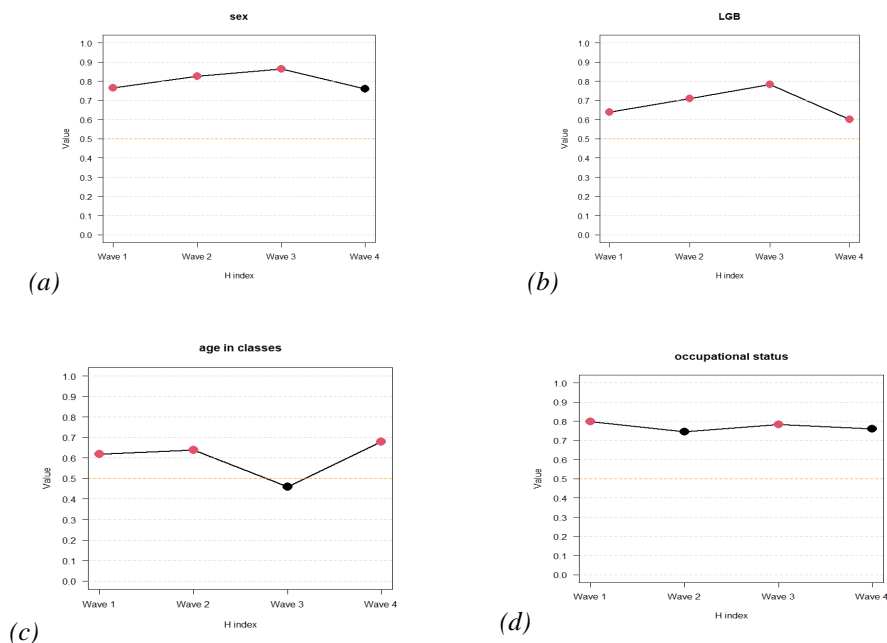 sex
1.0
0.9
0.8
0.7
0.6
0.5
0.4
0.3
0.2
0.1
0.0
Value
Wave 1 Wave 2 Wave 3 Wave 4
H index
(a)
LGB
1.0
0.9
0.8
0.7
0.6
0.5
0.4
0.3
0.2
0.1
0.0
Value
Wave 1 Wave 2 Wave 3 Wave 4
H index
(b)
age in classes
1.0
0.9
0.8
0.7
0.6
0.5
0.4
0.3
0.2
0.1
0.0
Value
Wave 1 Wave 2 Wave 3 Wave 4
H index
(c)
occupational status
1.0
0.9
0.8
0.7
0.6
0.5
0.4
0.3
0.2
0.1
0.0
Value
Wave 1 Wave 2 Wave 3 Wave 4
H index
(d)